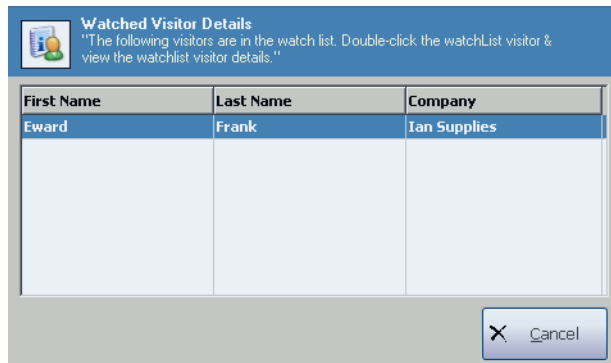 Watched Visitor Details
"The following visitors are in the watch list. Double-click the watchList visitor &
view the watchlist visitor details."
First Name Last Name Company
Eward Frank Ian Supplies
Cancel